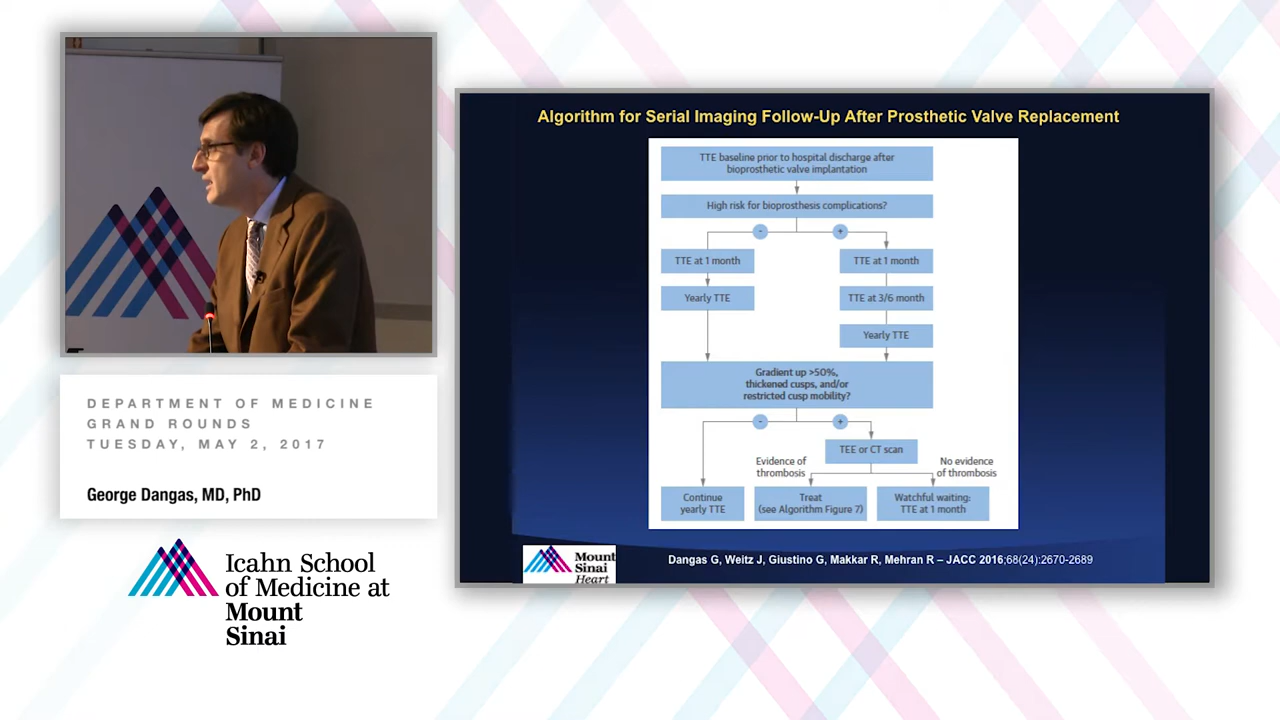 DEPARTMENT OF MEDICINE
GRAND ROUNDS
TUESDAY, MAY 2, 2017
George Dangas, MD, PhD
Icahn School
of Medicine at
Mount
Sinai
Algorithm for Serial Imaging Follow-Up After Prosthetic Valve Replacement
TTE baseline prior to hospital discharge after
bioprosthetic valve implantation
High risk for bioprosthesis complications?
-
+
TTE at 1 month
TTE at 1 month
Yearly TTE
TTE at 3/6 month
Yearly TTE
Gradient up >50%,
thickened cusps, and/or
restricted cusp mobility?
-
+
TEE or CT scan
Evidence of
thrombosis
No evidence
of thrombosis
Continue
yearly TTE
Treat
(see Algorithm Figure 7)
Watchful waiting:
TTE at 1 month
Mount
Sinai
Heart
Dangas G, Weitz J, Giustino G, Makkar R, Mehran R – JACC 2016;68(24):2670-2689